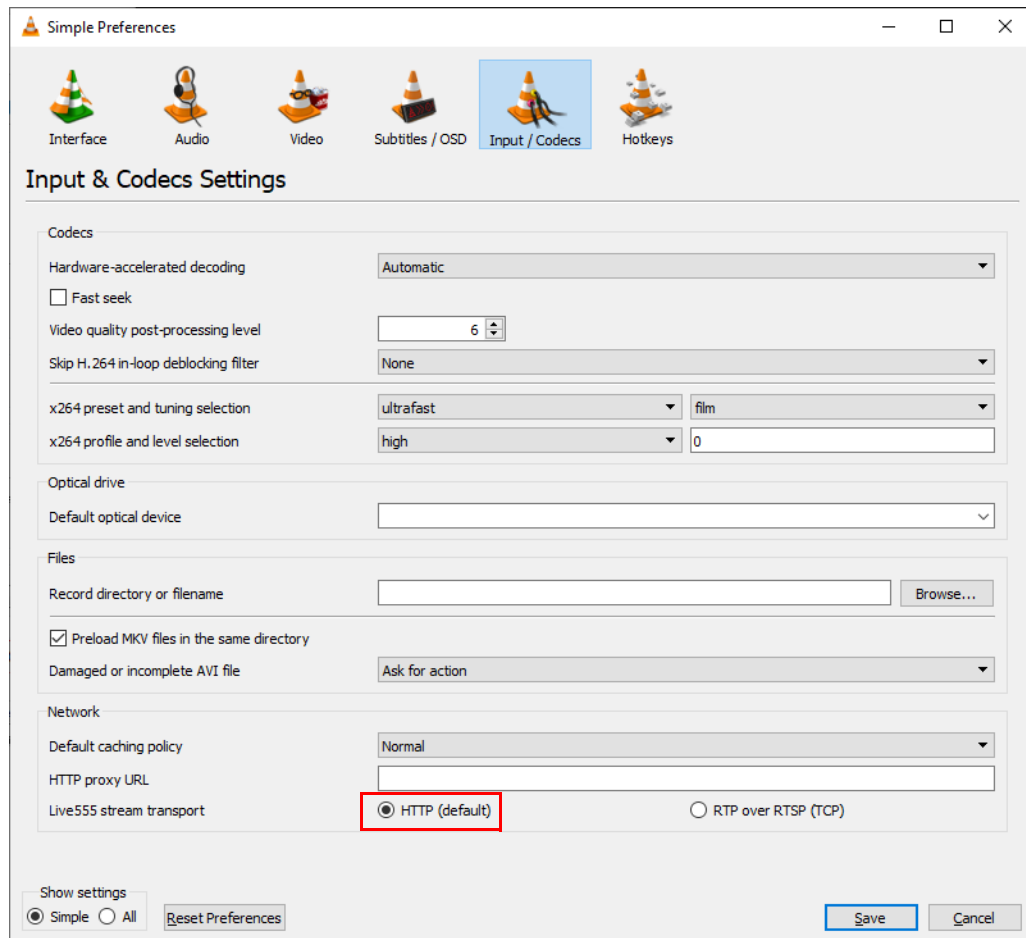 Simple Preferences
Interface Audio Video Subtitles / OSD Input / Codecs Hotkeys
Input & Codecs Settings
Codecs
Hardware-accelerated decoding Automatic
Fast seek
Video quality post-processing level 6
Skip H.264 in-loop deblocking filter None
x264 preset and tuning selection ultrafast film
x264 profile and level selection high 0
Optical drive
Default optical device
Files
Record directory or filename Browse...
Preload MKV files in the same directory
Damaged or incomplete AVI file Ask for action
Network
Default caching policy Normal
HTTP proxy URL
Live555 stream transport HTTP (default) RTP over RTSP (TCP)
Show settings
Simple All Reset Preferences Save Cancel